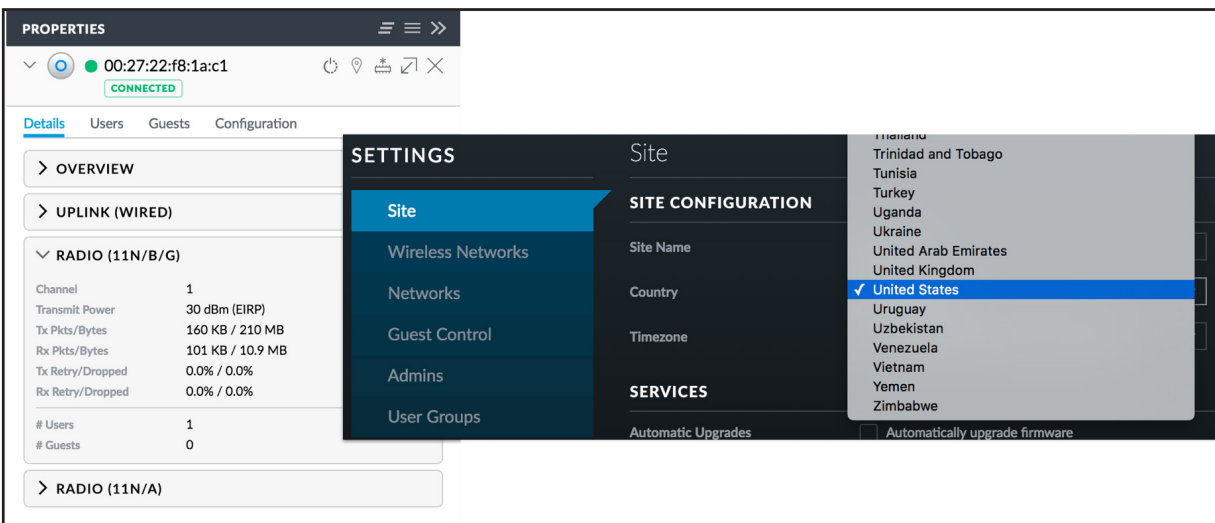 PROPERTIES
00:27:22:f8:1a:c1
CONNECTED
Details Users Guests Configuration
OVERVIEW
UPLINK (WIRED)
RADIO (11N/B/G)
Channel 1
Transmit Power 30 dBm (EIRP)
Tx Pkts/Bytes 160 KB / 210 MB
Rx Pkts/Bytes 101 KB / 10.9 MB
Tx Retry/Dropped 0.0% / 0.0%
Rx Retry/Dropped 0.0% / 0.0%
# Users 1
# Guests 0
RADIO (11N/A)
SETTINGS
Site
Wireless Networks
Networks
Guest Control
Admins
User Groups
Site
SITE CONFIGURATION
Site Name
Country
Timezone
SERVICES
Automatic Upgrades
Automatically upgrade firmware
Thailand
Trinidad and Tobago
Tunisia
Turkey
Uganda
Ukraine
United Arab Emirates
United Kingdom
✓ United States
Uruguay
Uzbekistan
Venezuela
Vietnam
Yemen
Zimbabwe